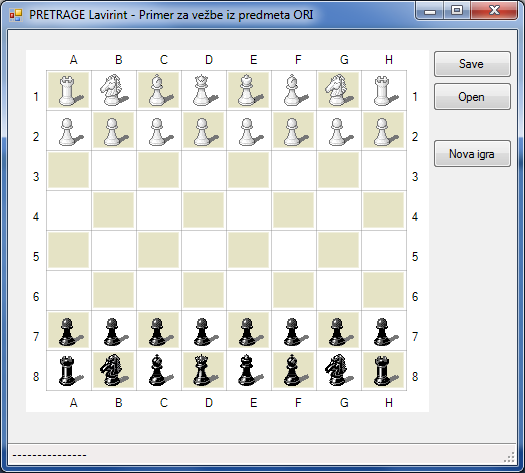 PRETRAGE Lavirint - Primer za vežbe iz predmeta ORI
A B C D E F G H
Save
1 1
Open
2 2
Nova igra
3 3
4 4
5 5
6 6
7 7
8 8
A B C D E F G H
---------------